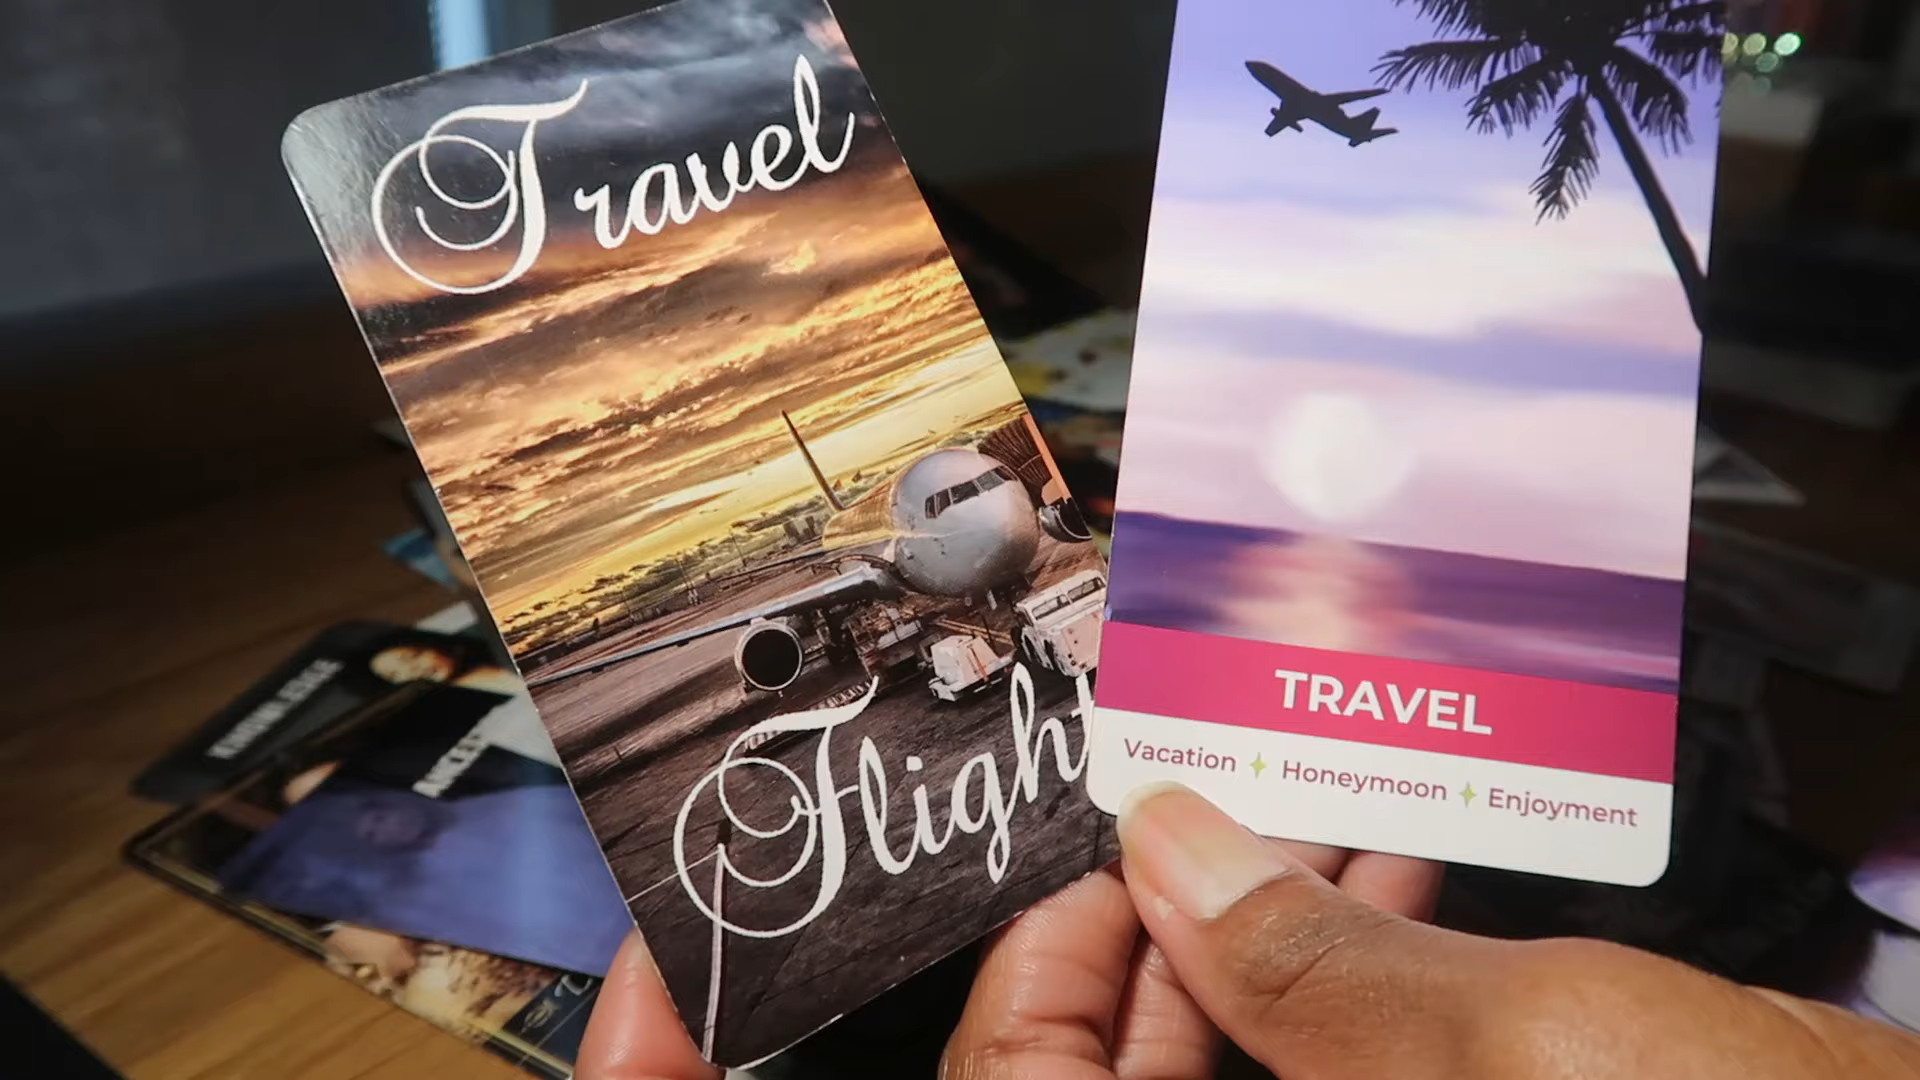 Travel
Flight
TRAVEL
Vacation ✦ Honeymoon ✦ Enjoyment